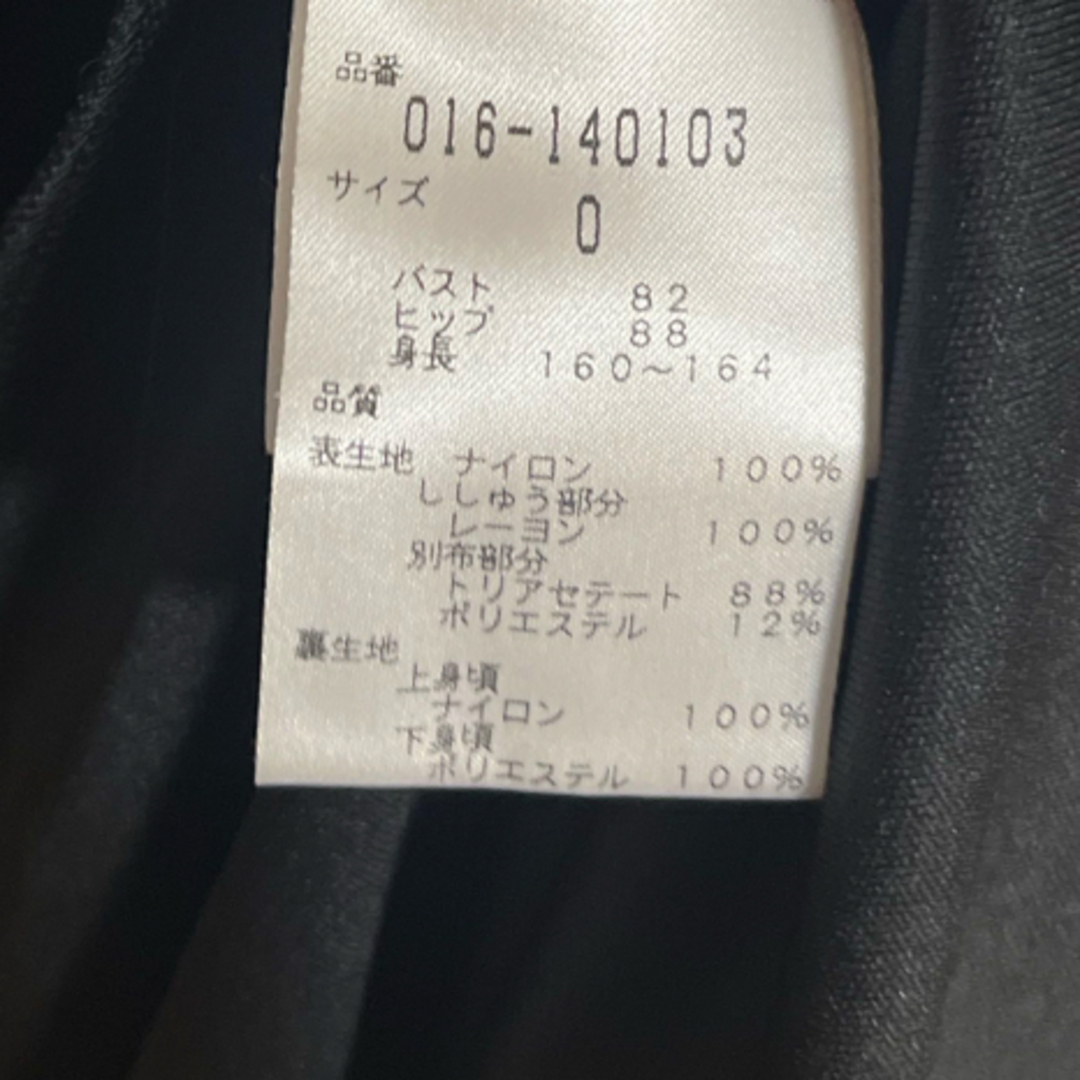 品番
016-140103
サイズ
0
バスト 82
ヒップ 88
身長 160～164
品質
表生地 ナイロン 100%
ししゅう部分
レーヨン 100%
別布部分
トリアセテート 88%
ポリエステル 12%
裏生地
上身頃
ナイロン 100%
下身頃
ポリエステル 100%